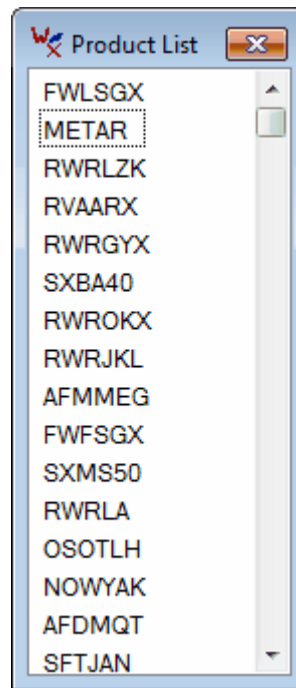 Product List
FWLSGX
METAR
RWRLZK
RVAARX
RWRGYX
SXBA40
RWROKX
RWRJKL
AFMMEG
FWFSGX
SXMS50
RWRLA
OSOTLH
NOWYAK
AFDMQT
SFTJAN